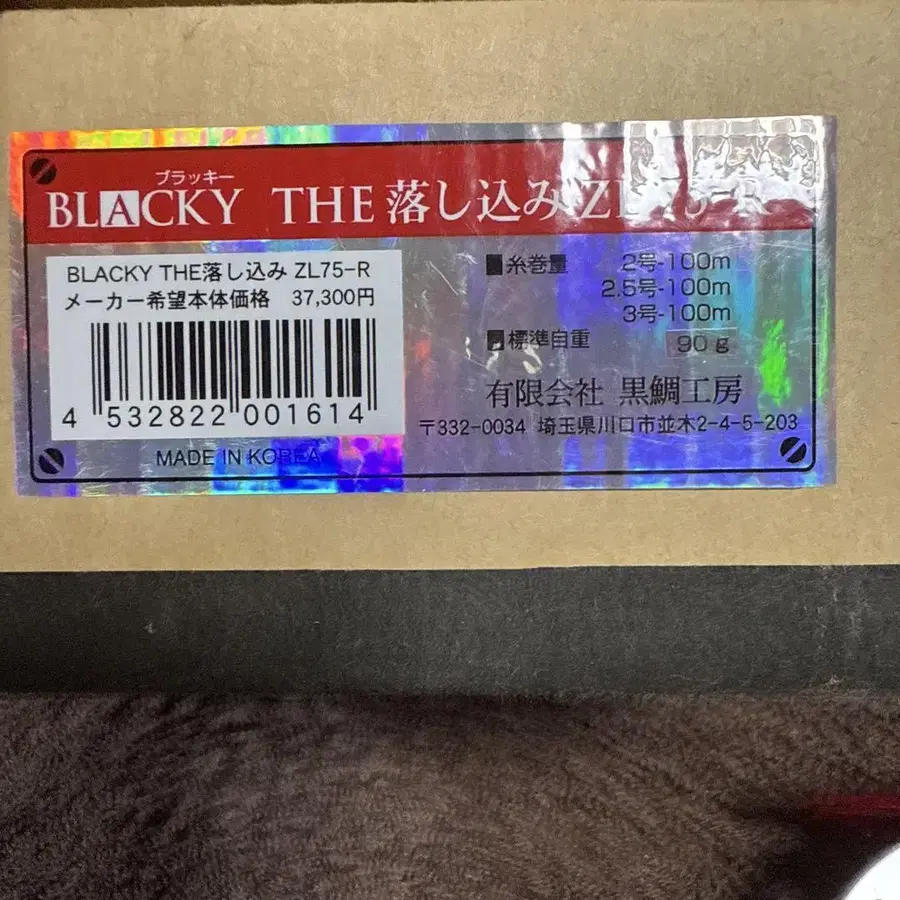 ブラッキー
BLACKY THE 落し込み ZL75-R
BLACKY THE落し込み ZL75-R
メーカー希望本体価格 37,300円
4 532822 001614
MADE IN KOREA
■糸巻量 2号-100m
2.5号-100m
3号-100m
■標準自重 90g
有限会社 黒鯛工房
〒332-0034 埼玉県川口市並木2-4-5-203